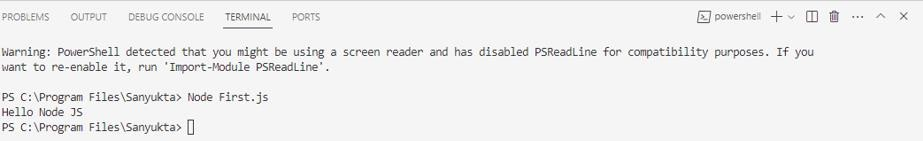 PROBLEMS OUTPUT DEBUG CONSOLE TERMINAL PORTS powershell
Warning: PowerShell detected that you might be using a screen reader and has disabled PSReadLine for compatibility purposes. If you
want to re-enable it, run 'Import-Module PSReadLine'.
PS C:\Program Files\Sanyukta> Node First.js
Hello Node JS
PS C:\Program Files\Sanyukta>